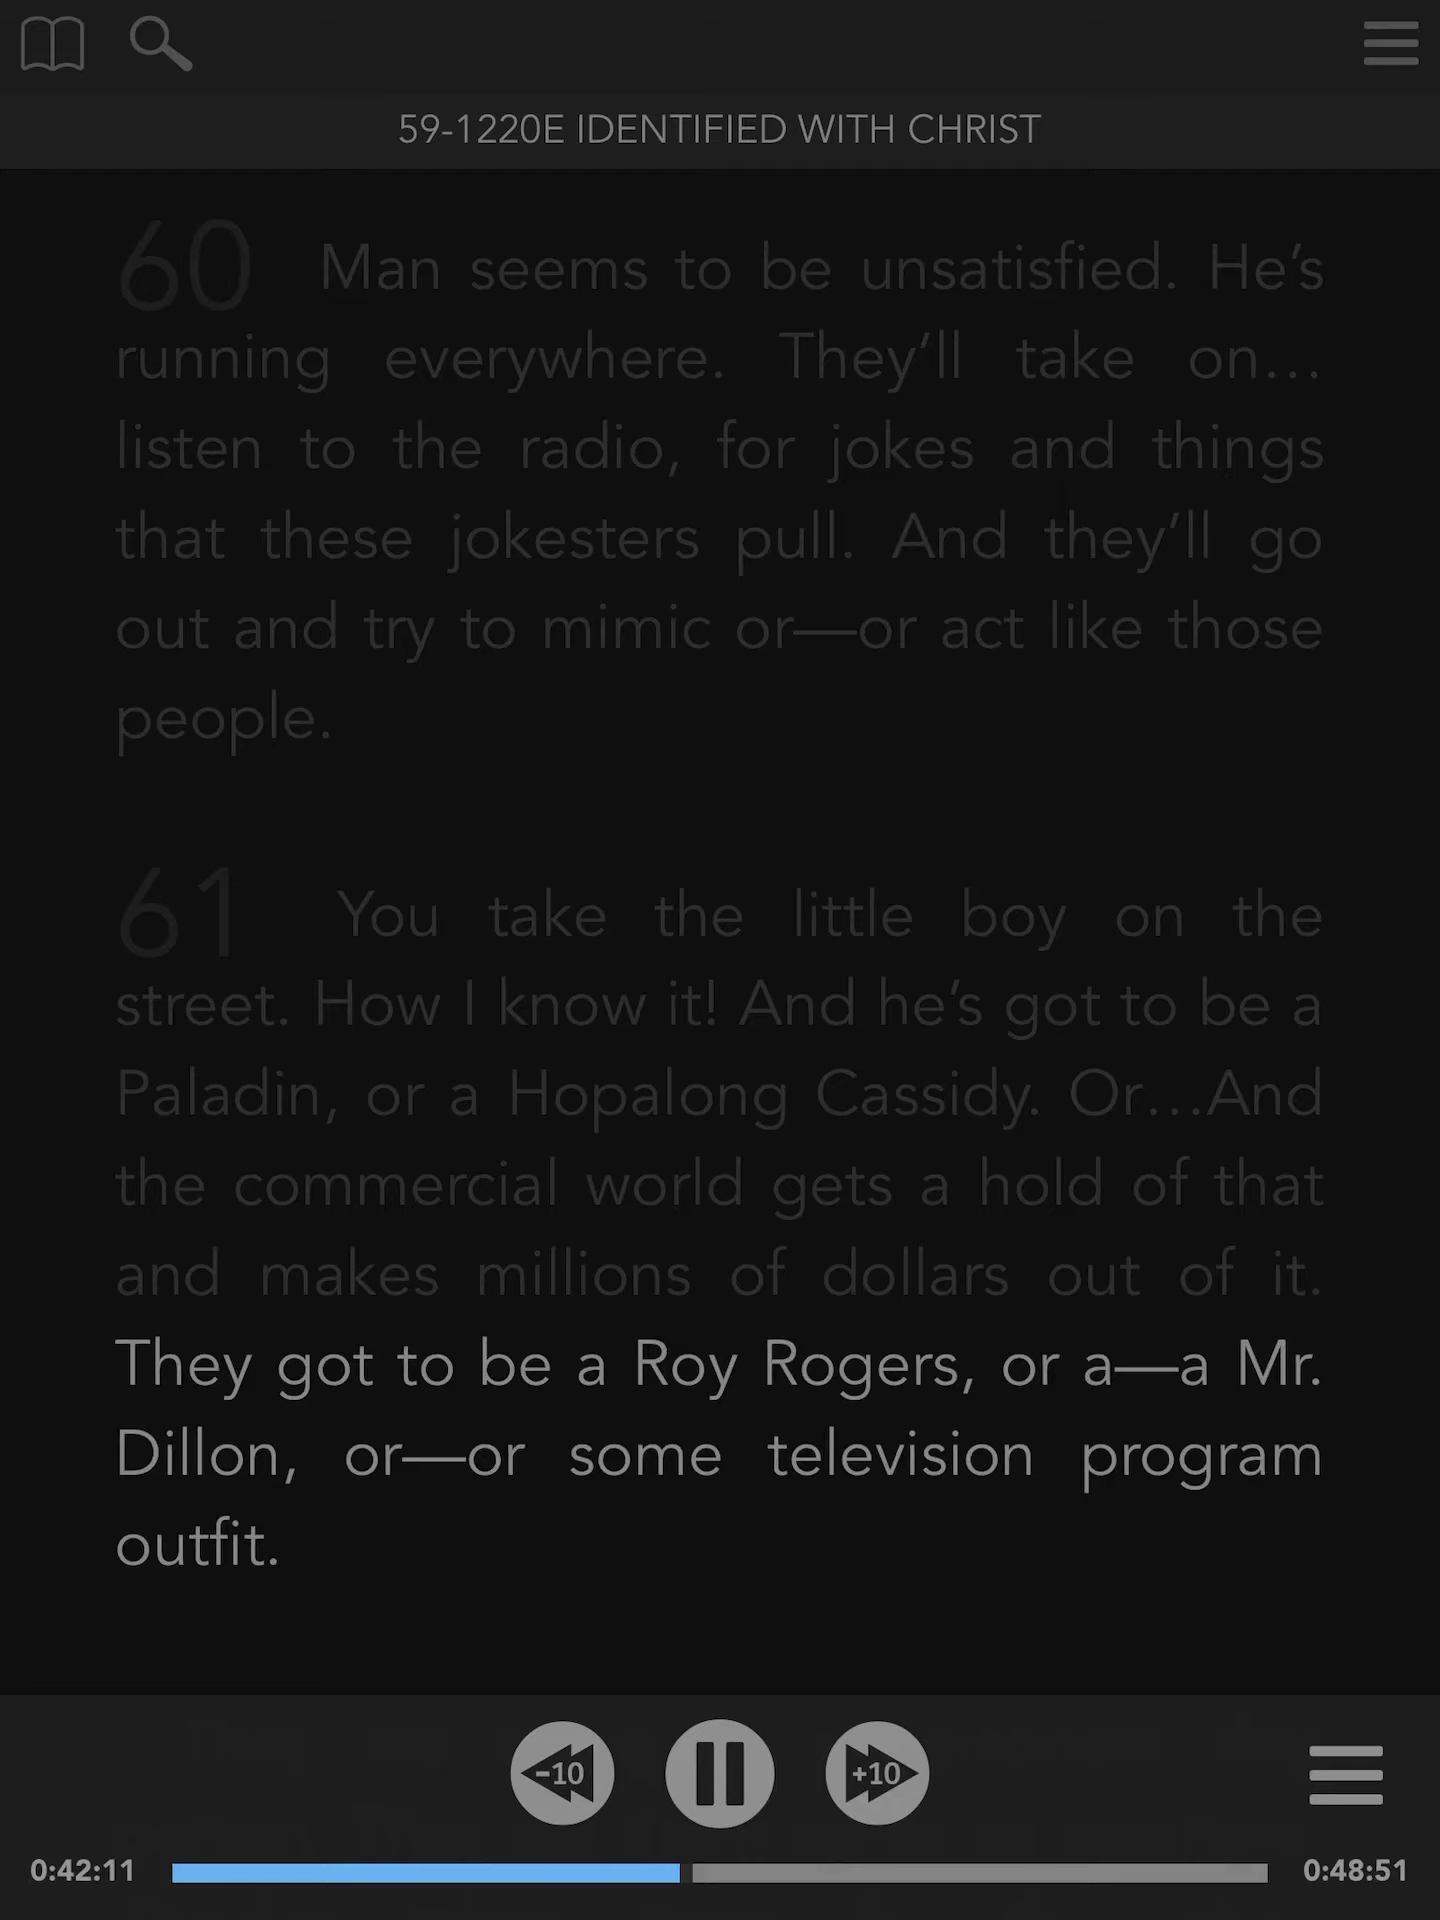 59-1220E IDENTIFIED WITH CHRIST
60 Man seems to be unsatisfied. He's
running everywhere. They'll take on…
listen to the radio, for jokes and things
that these jokesters pull. And they'll go
out and try to mimic or—or act like those
people.
61 You take the little boy on the
street. How I know it! And he's got to be a
Paladin, or a Hopalong Cassidy. Or…And
the commercial world gets a hold of that
and makes millions of dollars out of it.
They got to be a Roy Rogers, or a—a Mr.
Dillon, or—or some television program
outfit.
-10 +10
0:42:11 0:48:51